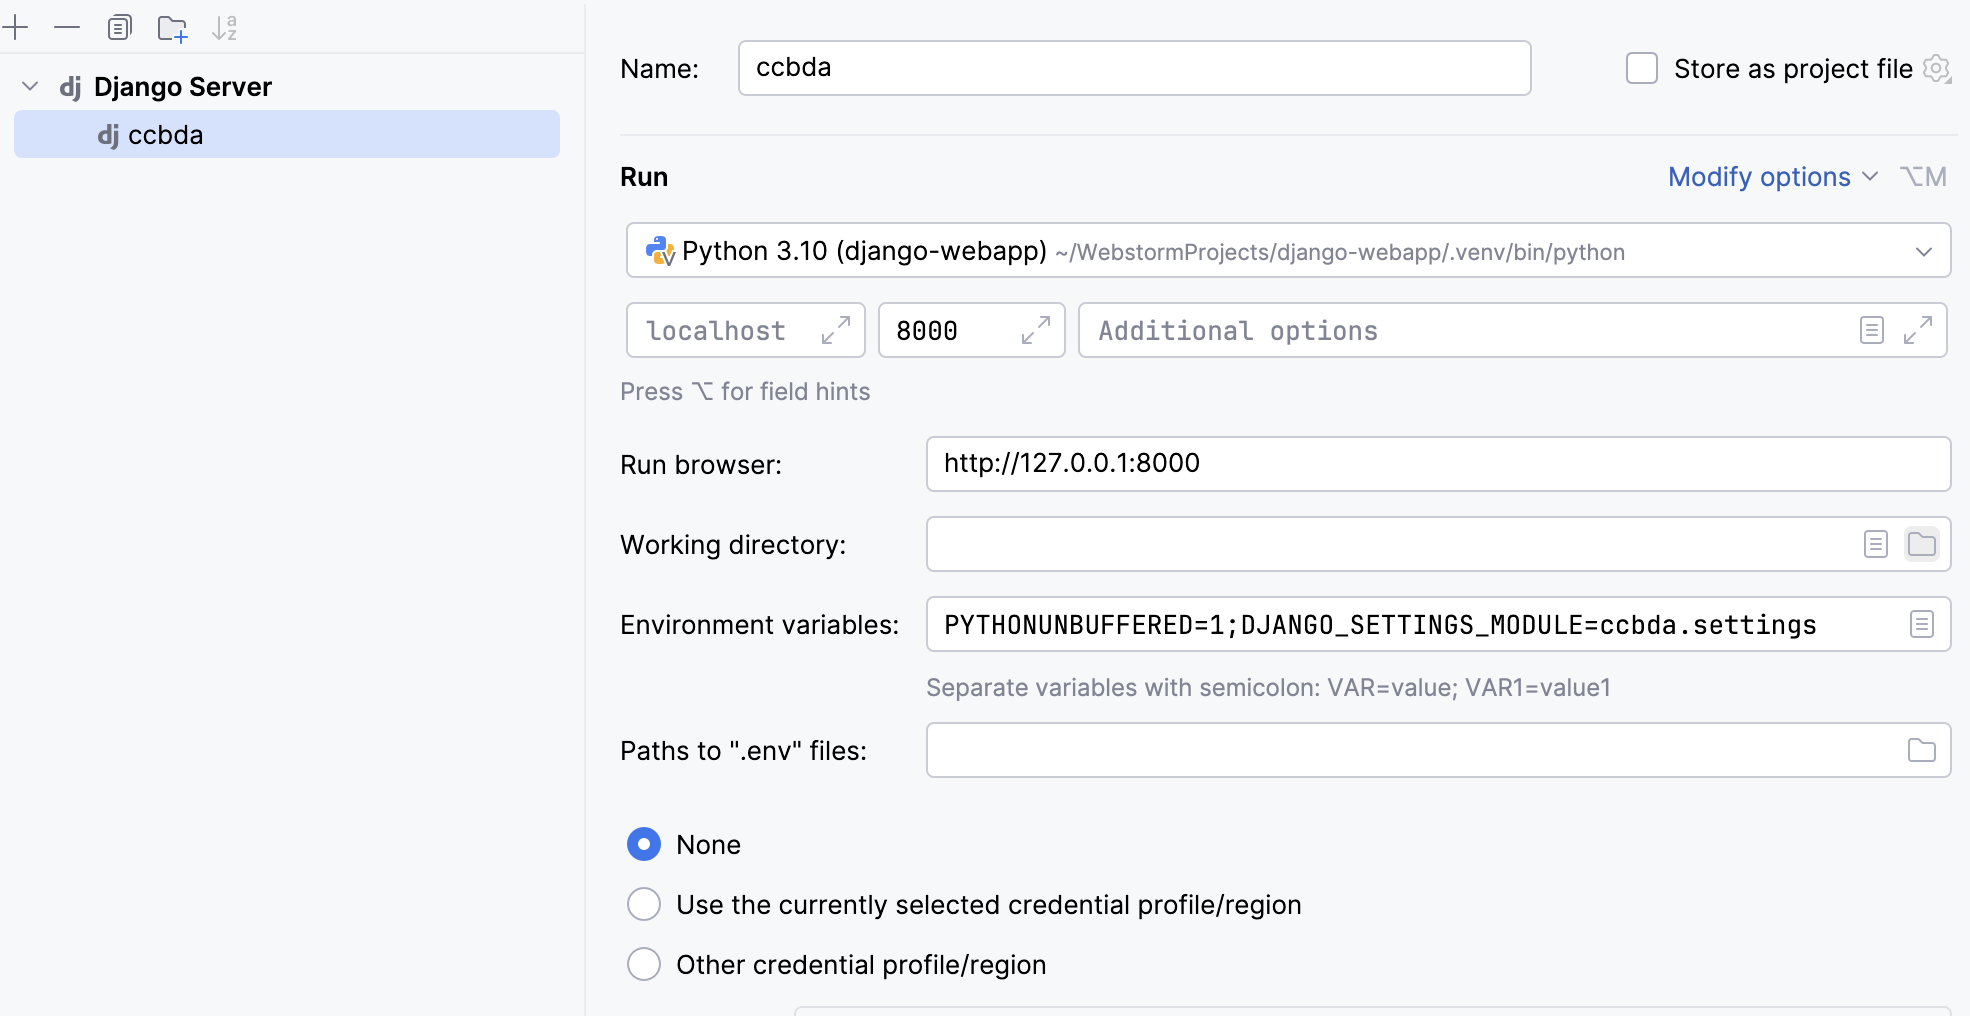 dj Django Server
dj ccbda
Name: ccbda Store as project file
Run Modify options ⌥M
Python 3.10 (django-webapp) ~/WebstormProjects/django-webapp/.venv/bin/python
localhost 8000 Additional options
Press ⌥ for field hints
Run browser: http://127.0.0.1:8000
Working directory:
Environment variables: PYTHONUNBUFFERED=1;DJANGO_SETTINGS_MODULE=ccbda.settings
Separate variables with semicolon: VAR=value; VAR1=value1
Paths to ".env" files:
None
Use the currently selected credential profile/region
Other credential profile/region